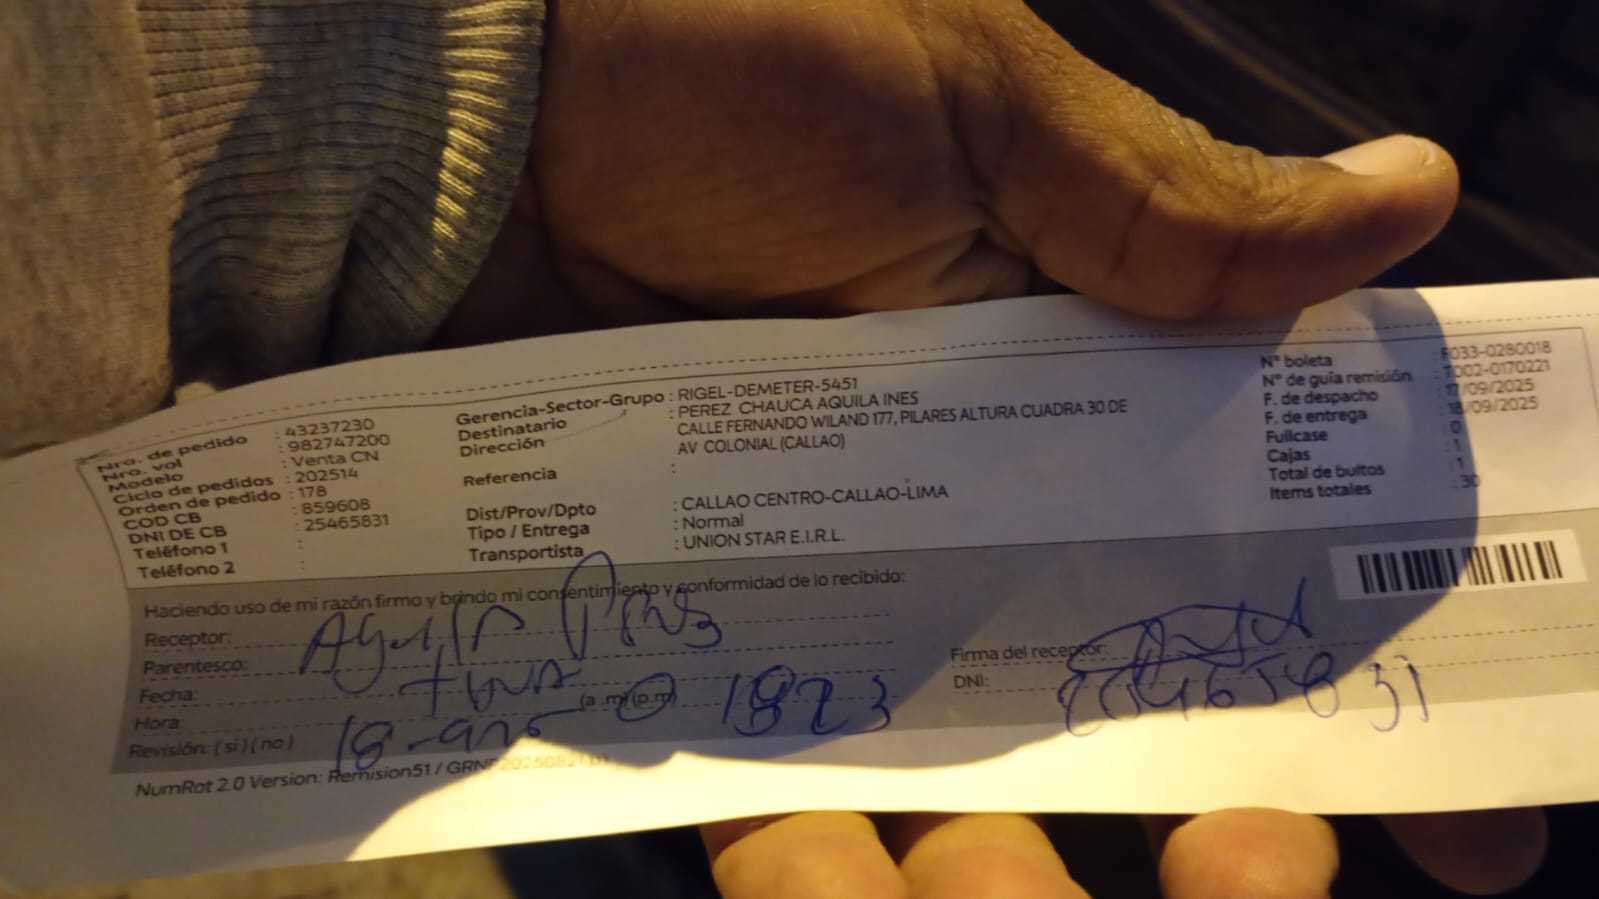 Nro. de pedido : 43237230
Nro. vol : 982747200
Modelo : Venta CN
Ciclo de pedidos : 202514
Orden de pedido : 178
COD CB : 859608
DNI DE CB : 25465831
Teléfono 1 :
Teléfono 2 :
Gerencia-Sector-Grupo : RIGEL-DEMETER-5451
Destinatario : PEREZ CHAUCA AQUILA INES
Dirección : CALLE FERNANDO WILAND 177, PILARES ALTURA CUADRA 30 DE
AV COLONIAL (CALLAO)
Referencia :
Dist/Prov/Dpto : CALLAO CENTRO-CALLAO-LIMA
Tipo / Entrega : Normal
Transportista : UNION STAR E.I.R.L.
N° boleta : F033-0280018
N° de guía remisión : T002-0170221
F. de despacho : 17/09/2025
F. de entrega : 18/09/2025
Fullcase : 0
Cajas : 1
Total de bultos : 1
Items totales : 30
Haciendo uso de mi razón firmo y brindo mi consentimiento y conformidad de lo recibido:
Receptor:
Parentesco:
Fecha:
Hora (a .m) (p.m)
Revisión: ( si ) ( no )
Firma del receptor:
DNI: 25465831
NumRot 2.0 Version: Remision51 / GRNF20250821